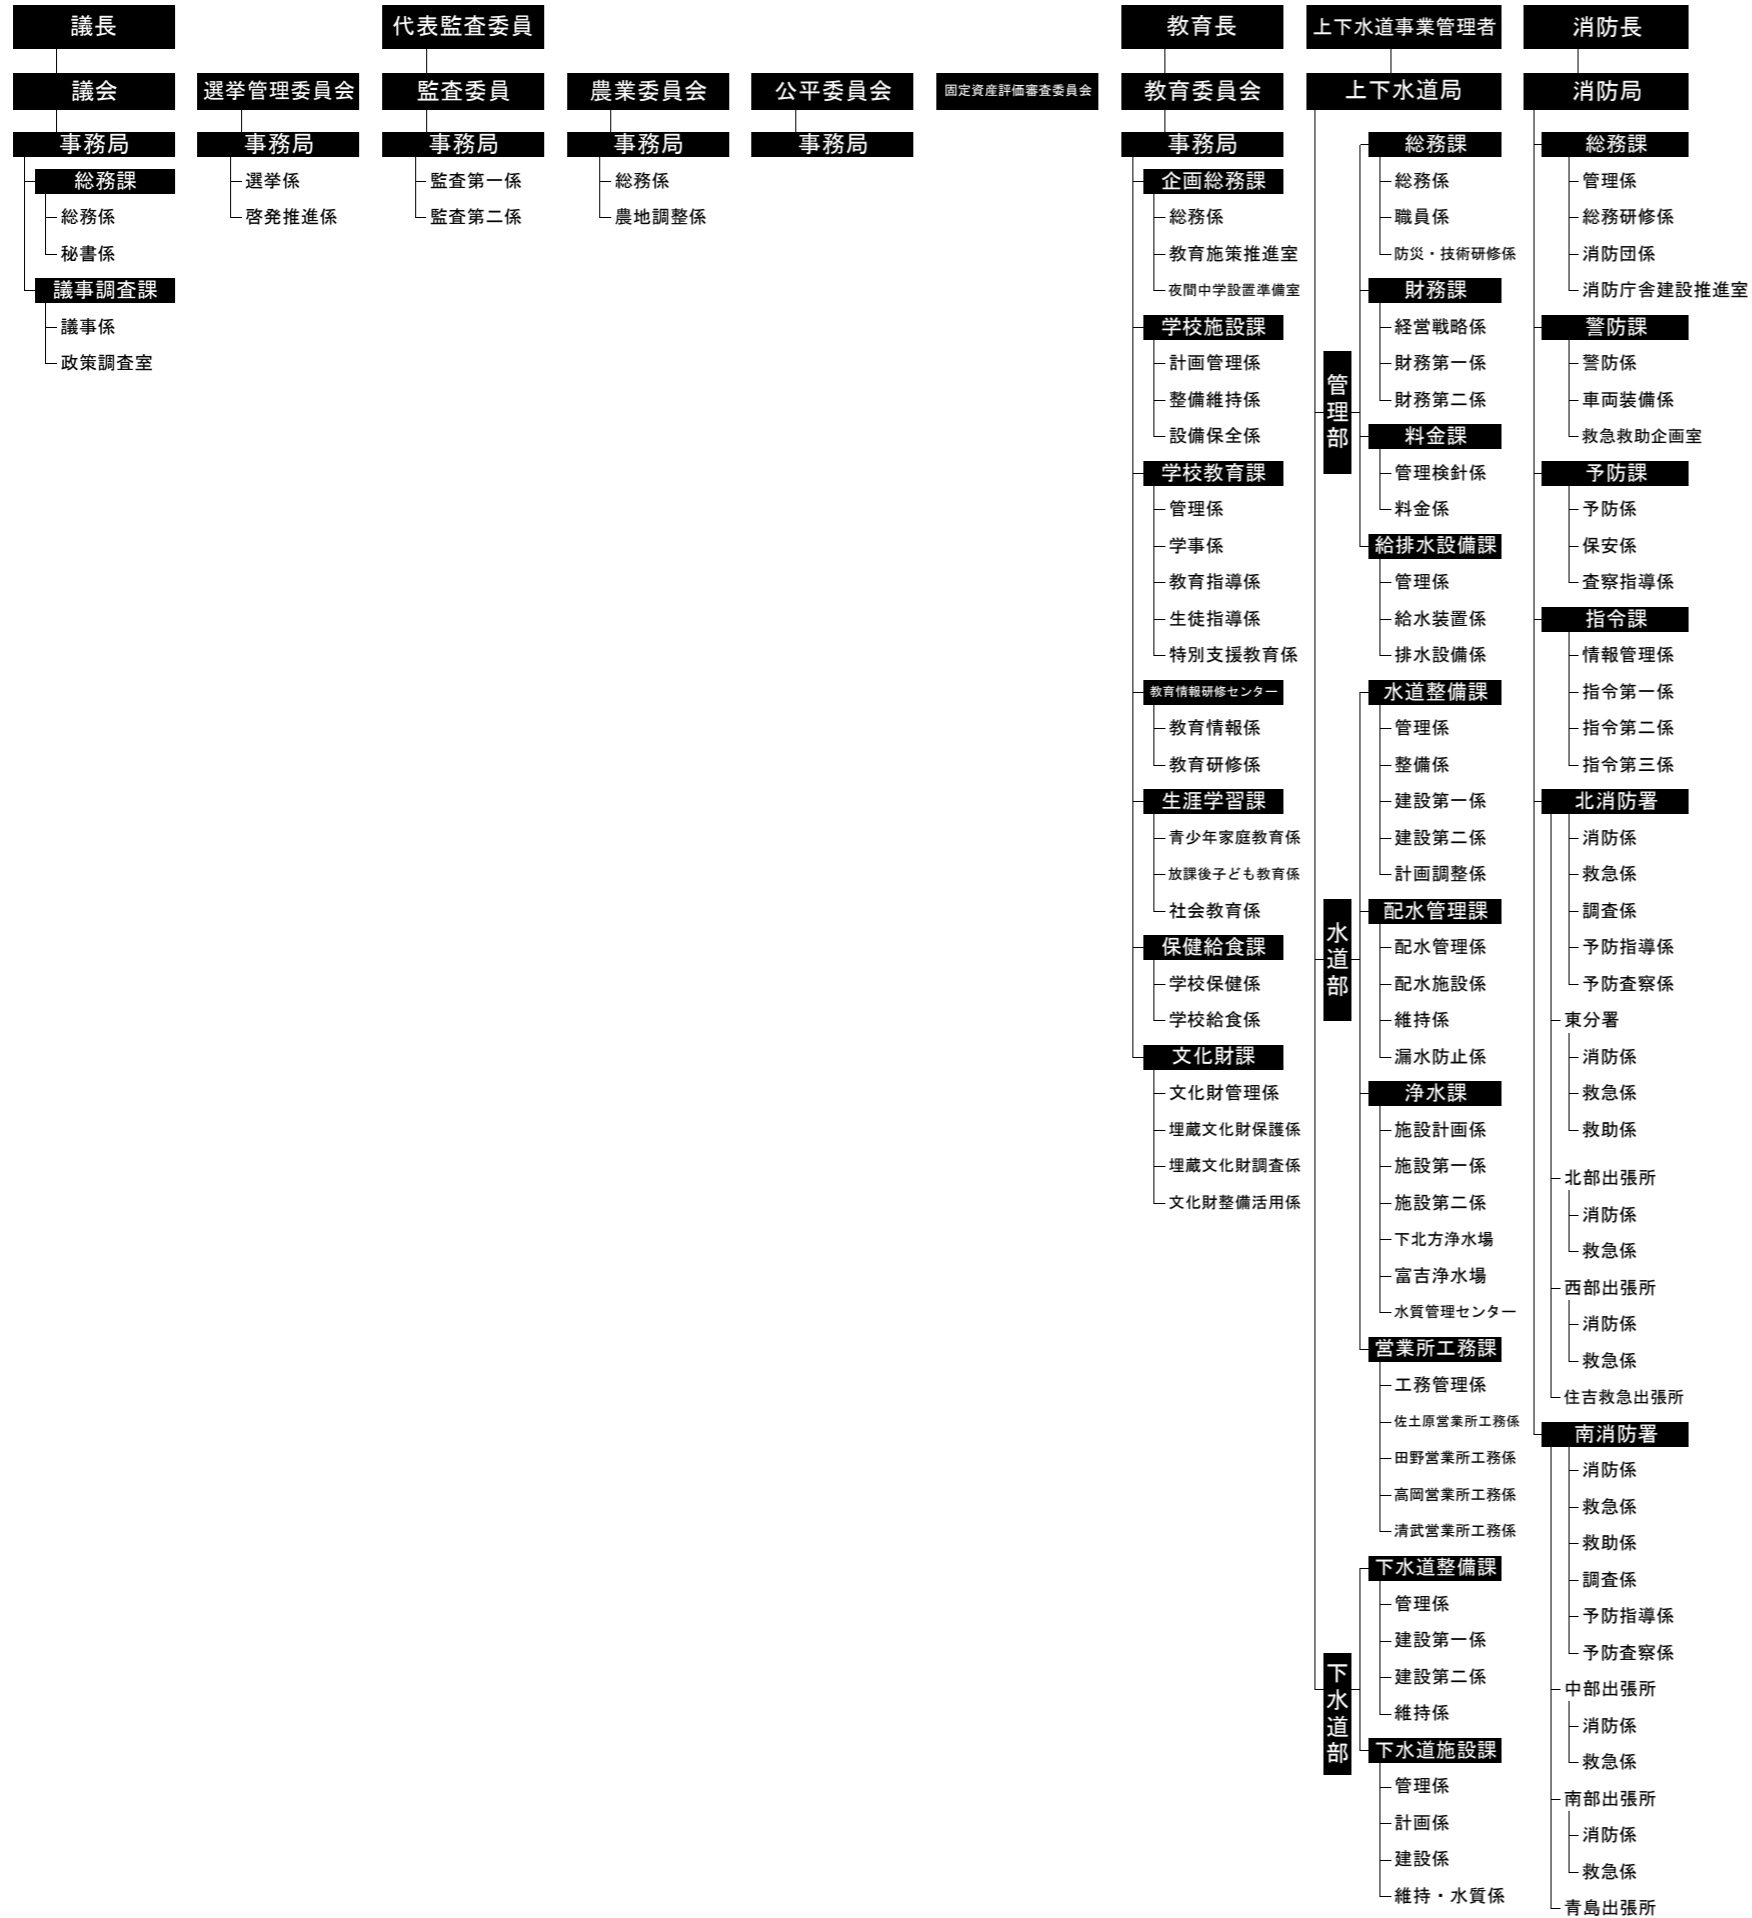 議長
議会
事務局
総務課
総務係
秘書係
議事調査課
議事係
政策調査室
選挙管理委員会
事務局
選挙係
啓発推進係
代表監査委員
監査委員
事務局
監査第一係
監査第二係
農業委員会
事務局
総務係
農地調整係
公平委員会
事務局
固定資産評価審査委員会
教育長
教育委員会
事務局
企画総務課
総務係
教育施策推進室
夜間中学設置準備室
学校施設課
計画管理係
整備維持係
設備保全係
学校教育課
管理係
学事係
教育指導係
生徒指導係
特別支援教育係
教育情報研修センター
教育情報係
教育研修係
生涯学習課
青少年家庭教育係
放課後子ども教育係
社会教育係
保健給食課
学校保健係
学校給食係
文化財課
文化財管理係
埋蔵文化財保護係
埋蔵文化財調査係
文化財整備活用係
上下水道事業管理者
上下水道局
管理部
総務課
総務係
職員係
防災・技術研修係
財務課
経営戦略係
財務第一係
財務第二係
料金課
管理検針係
料金係
給排水設備課
管理係
給水装置係
排水設備係
水道部
水道整備課
管理係
整備係
建設第一係
建設第二係
計画調整係
配水管理課
配水管理係
配水施設係
維持係
漏水防止係
浄水課
施設計画係
施設第一係
施設第二係
下北方浄水場
富吉浄水場
水質管理センター
営業所工務課
工務管理係
佐土原営業所工務係
田野営業所工務係
高岡営業所工務係
清武営業所工務係
下水道部
下水道整備課
管理係
建設第一係
建設第二係
維持係
下水道施設課
管理係
計画係
建設係
維持・水質係
消防長
消防局
総務課
管理係
総務研修係
消防団係
消防庁舎建設推進室
警防課
警防係
車両装備係
救急救助企画室
予防課
予防係
保安係
査察指導係
指令課
情報管理係
指令第一係
指令第二係
指令第三係
北消防署
消防係
救急係
調査係
予防指導係
予防査察係
東分署
消防係
救急係
救助係
北部出張所
消防係
救急係
西部出張所
消防係
救急係
住吉救急出張所
南消防署
消防係
救急係
救助係
調査係
予防指導係
予防査察係
中部出張所
消防係
救急係
南部出張所
消防係
救急係
青島出張所